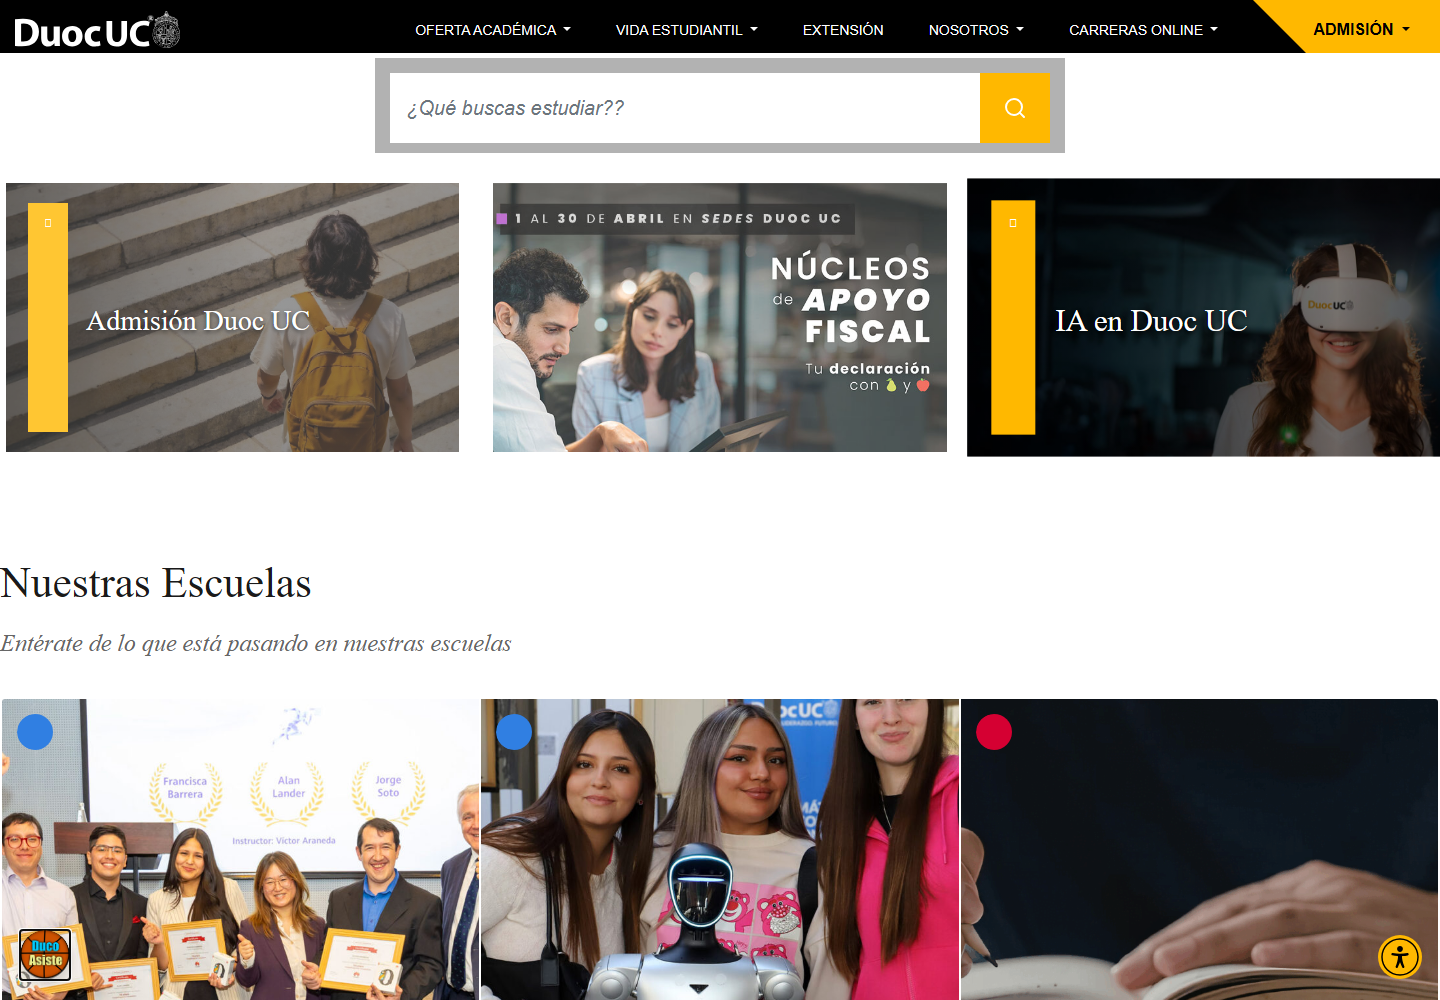 Duoc UC
OFERTA ACADÉMICA
VIDA ESTUDIANTIL
EXTENSIÓN
NOSOTROS
CARRERAS ONLINE
ADMISIÓN
¿Qué buscas estudiar??
Admisión Duoc UC
1 AL 30 DE ABRIL EN SEDES DUOC UC
NÚCLEOS
de APOYO
FISCAL
Tu declaración
con y
IA en Duoc UC
DuocUC
Nuestras Escuelas
Entérate de lo que está pasando en nuestras escuelas
Francisca
Barrera
Alan
Lander
Jorge
Soto
Instructor: Victor Araneda
Duco
Asiste